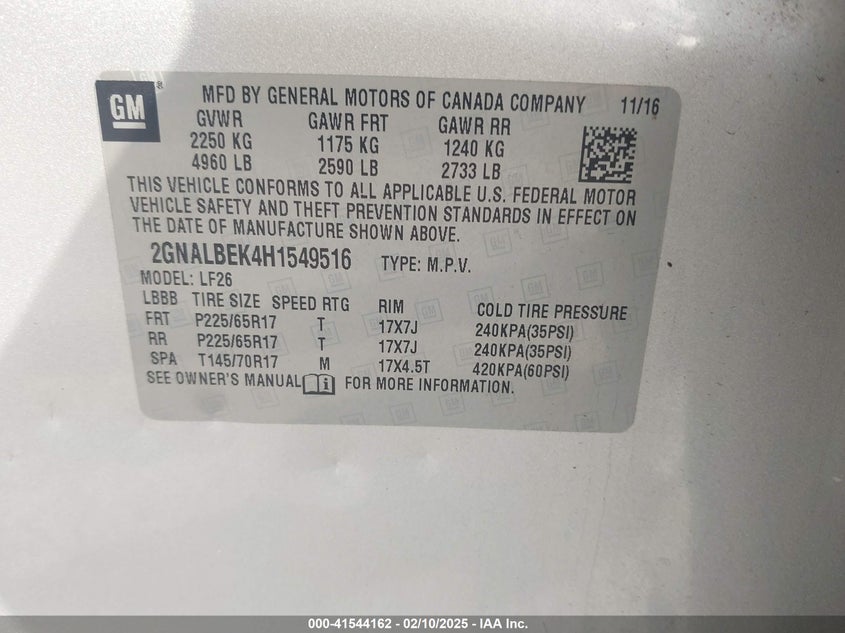 GM ® MFD BY GENERAL MOTORS OF CANADA COMPANY 11/16
GVWR GAWR FRT GAWR RR
2250 KG 1175 KG 1240 KG
4960 LB 2590 LB 2733 LB
THIS VEHICLE CONFORMS TO ALL APPLICABLE U.S. FEDERAL MOTOR
VEHICLE SAFETY AND THEFT PREVENTION STANDARDS IN EFFECT ON
THE DATE OF MANUFACTURE SHOWN ABOVE.
2GNALBEK4H1549516 TYPE: M.P.V.
MODEL: LF26
LBBB TIRE SIZE SPEED RTG RIM COLD TIRE PRESSURE
FRT P225/65R17 T 17X7J 240KPA(35PSI)
RR P225/65R17 T 17X7J 240KPA(35PSI)
SPA T145/70R17 M 17X4.5T 420KPA(60PSI)
SEE OWNER'S MANUAL FOR MORE INFORMATION.
000-41544162 — 02/10/2025 — IAA Inc.